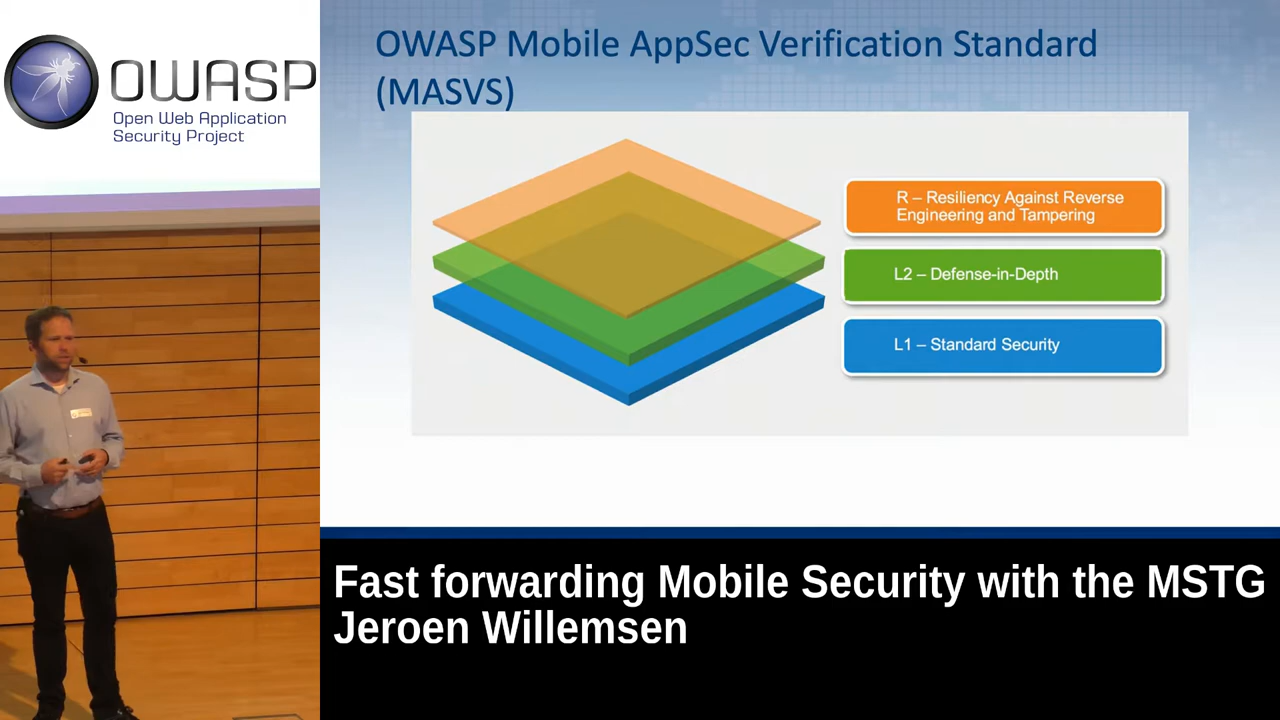 OWASP
Open Web Application
Security Project
OWASP Mobile AppSec Verification Standard
(MASVS)
R – Resiliency Against Reverse
Engineering and Tampering
L2 – Defense-in-Depth
L1 – Standard Security
Fast forwarding Mobile Security with the MSTG
Jeroen Willemsen